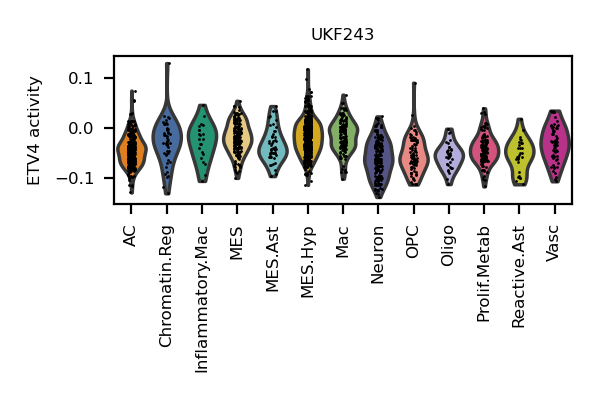 UKF243
ETV4 activity
0.1
0.0
−0.1
AC
Chromatin.Reg
Inflammatory.Mac
MES
MES.Ast
MES.Hyp
Mac
Neuron
OPC
Oligo
Prolif.Metab
Reactive.Ast
Vasc